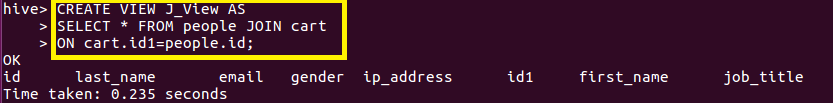 hive> CREATE VIEW J_View AS
    > SELECT * FROM people JOIN cart
    > ON cart.id1=people.id;
OK
id      last_name       email   gender  ip_address      id1     first_name      job_title
Time taken: 0.235 seconds